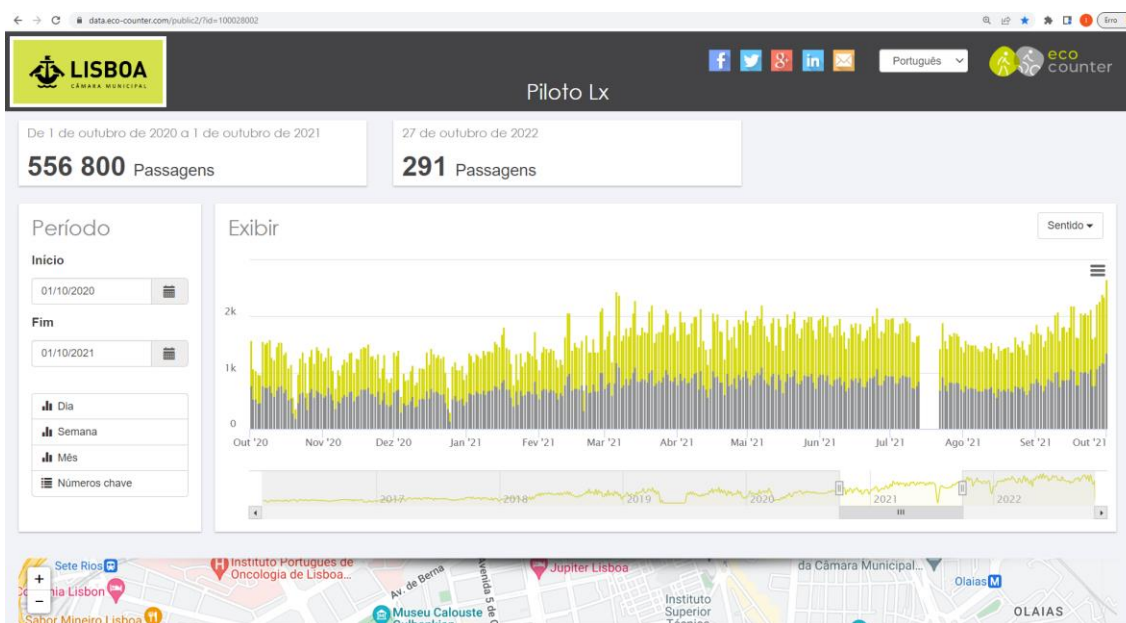 data.eco-counter.com/public2/?id=100028002
Erro
LISBOA
CÂMARA MUNICIPAL
Português
eco
counter
Piloto Lx
De 1 de outubro de 2020 a 1 de outubro de 2021
556 800 Passagens
27 de outubro de 2022
291 Passagens
Período
Início
01/10/2020
Fim
01/10/2021
Dia
Semana
Mês
Números chave
Exibir
Sentido
2k
1k
0
Out '20 Nov '20 Dez '20 Jan '21 Fev '21 Mar '21 Abr '21 Mai '21 Jun '21 Jul '21 Ago '21 Set '21 Out '21
2017 2018 2019 2020 2021 2022
+
−
Sete Rios
Lisbon
Sabor Mineiro Lisboa
Instituto Português de
Oncologia de Lisboa...
Av. de Berna
Avenida 5 de
Museu Calouste
Jupiter Lisboa
Instituto
Superior
da Câmara Municipal...
Olaias
OLAIAS